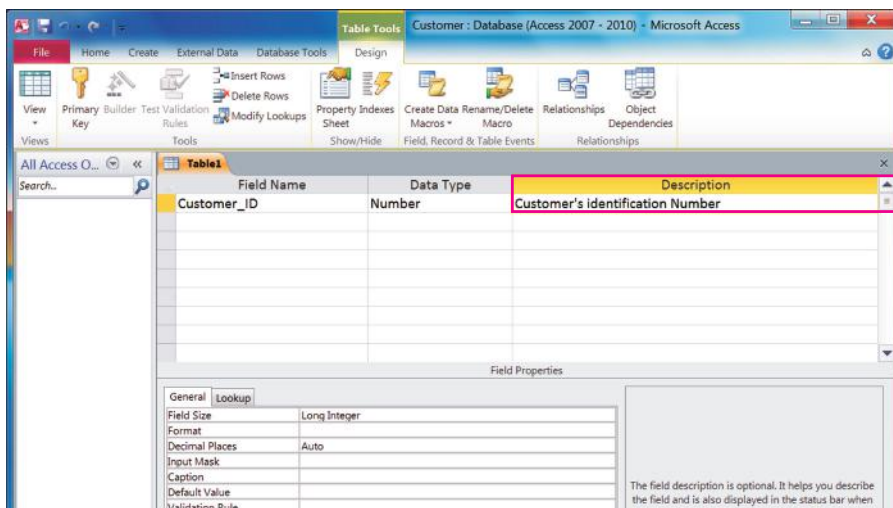 Table Tools
Customer : Database (Access 2007 - 2010) - Microsoft Access
File Home Create External Data Database Tools Design
View
Primary Key
Builder
Test Validation Rules
Insert Rows
Delete Rows
Modify Lookups
Property Sheet
Indexes
Create Data Macros
Rename/Delete Macro
Relationships
Object Dependencies
Views Tools Show/Hide Field, Record & Table Events Relationships
All Access O...
Table1
Search..
Field Name Data Type Description
Customer_ID Number Customer's identification Number
Field Properties
General Lookup
Field Size Long Integer
Format
Decimal Places Auto
Input Mask
Caption
Default Value
Validation Rule
The field description is optional. It helps you describe
the field and is also displayed in the status bar when